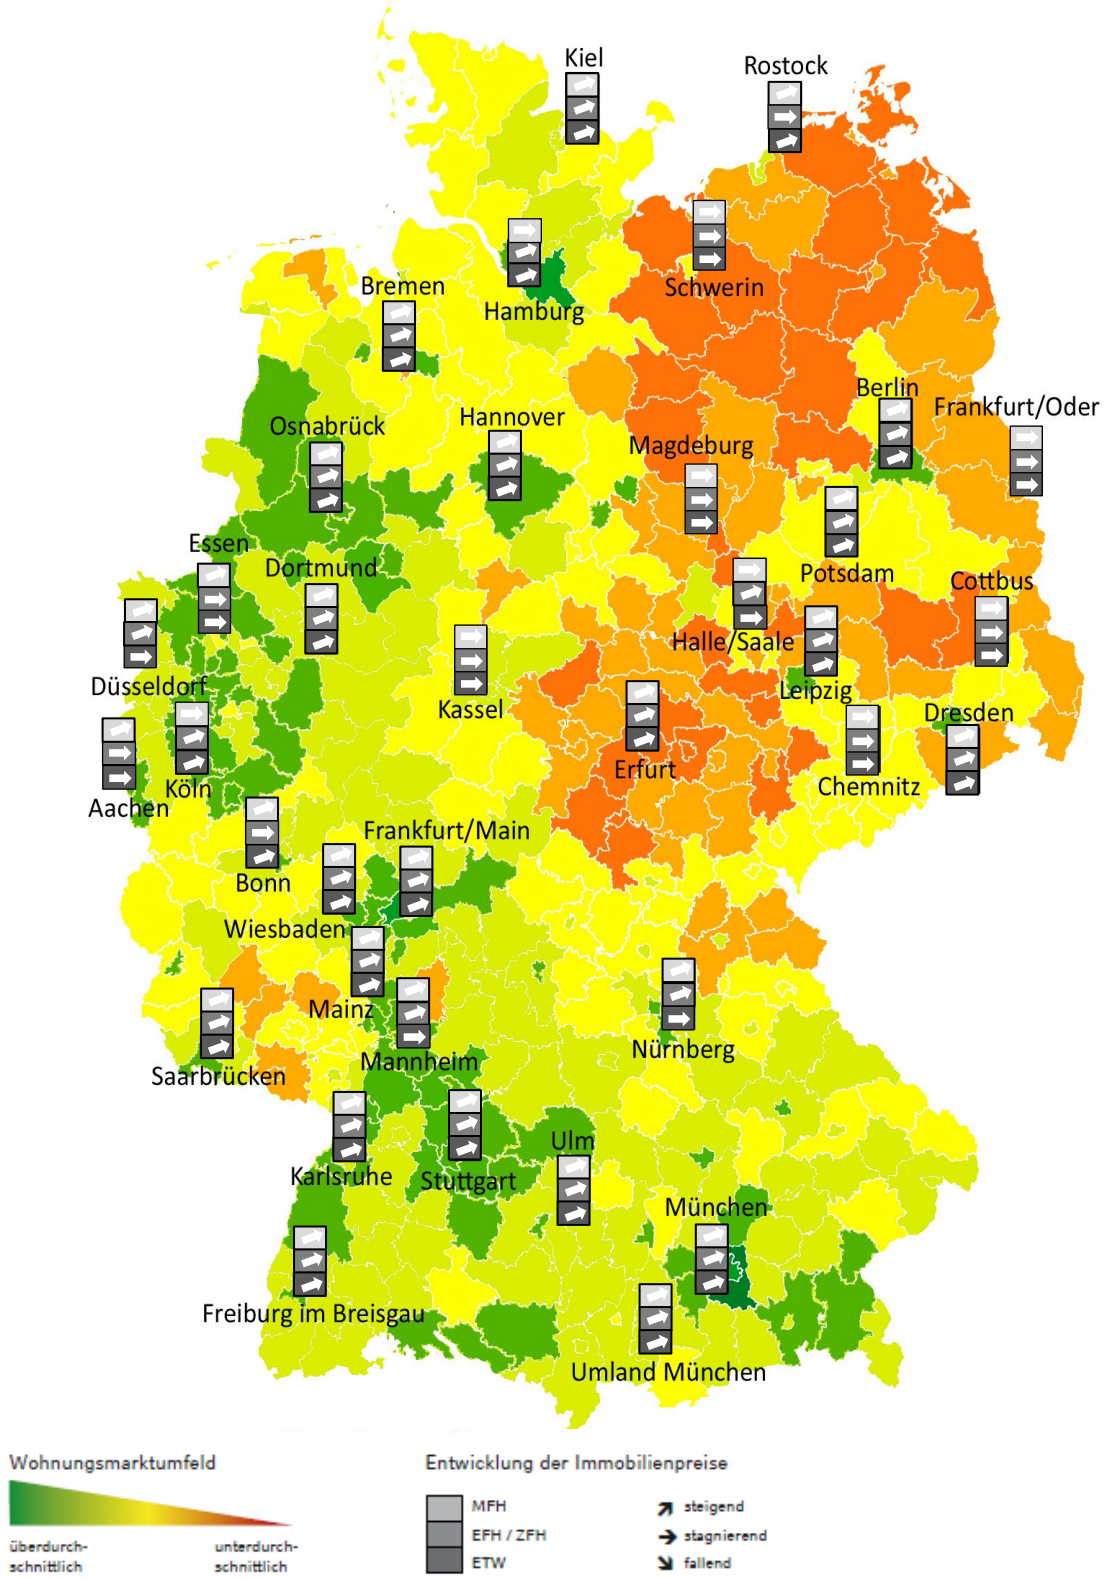 Kiel
Rostock
Schwerin
Hamburg
Bremen
Berlin
Frankfurt/Oder
Hannover
Osnabrück
Magdeburg
Essen
Dortmund
Potsdam
Cottbus
Halle/Saale
Düsseldorf
Leipzig
Kassel
Dresden
Erfurt
Köln
Chemnitz
Aachen
Frankfurt/Main
Bonn
Wiesbaden
Mainz
Nürnberg
Mannheim
Saarbrücken
Ulm
Karlsruhe
Stuttgart
München
Freiburg im Breisgau
Umland München
Wohnungsmarktumfeld
überdurch-
schnittlich
unterdurch-
schnittlich
Entwicklung der Immobilienpreise
MFH
EFH / ZFH
ETW
steigend
stagnierend
fallend